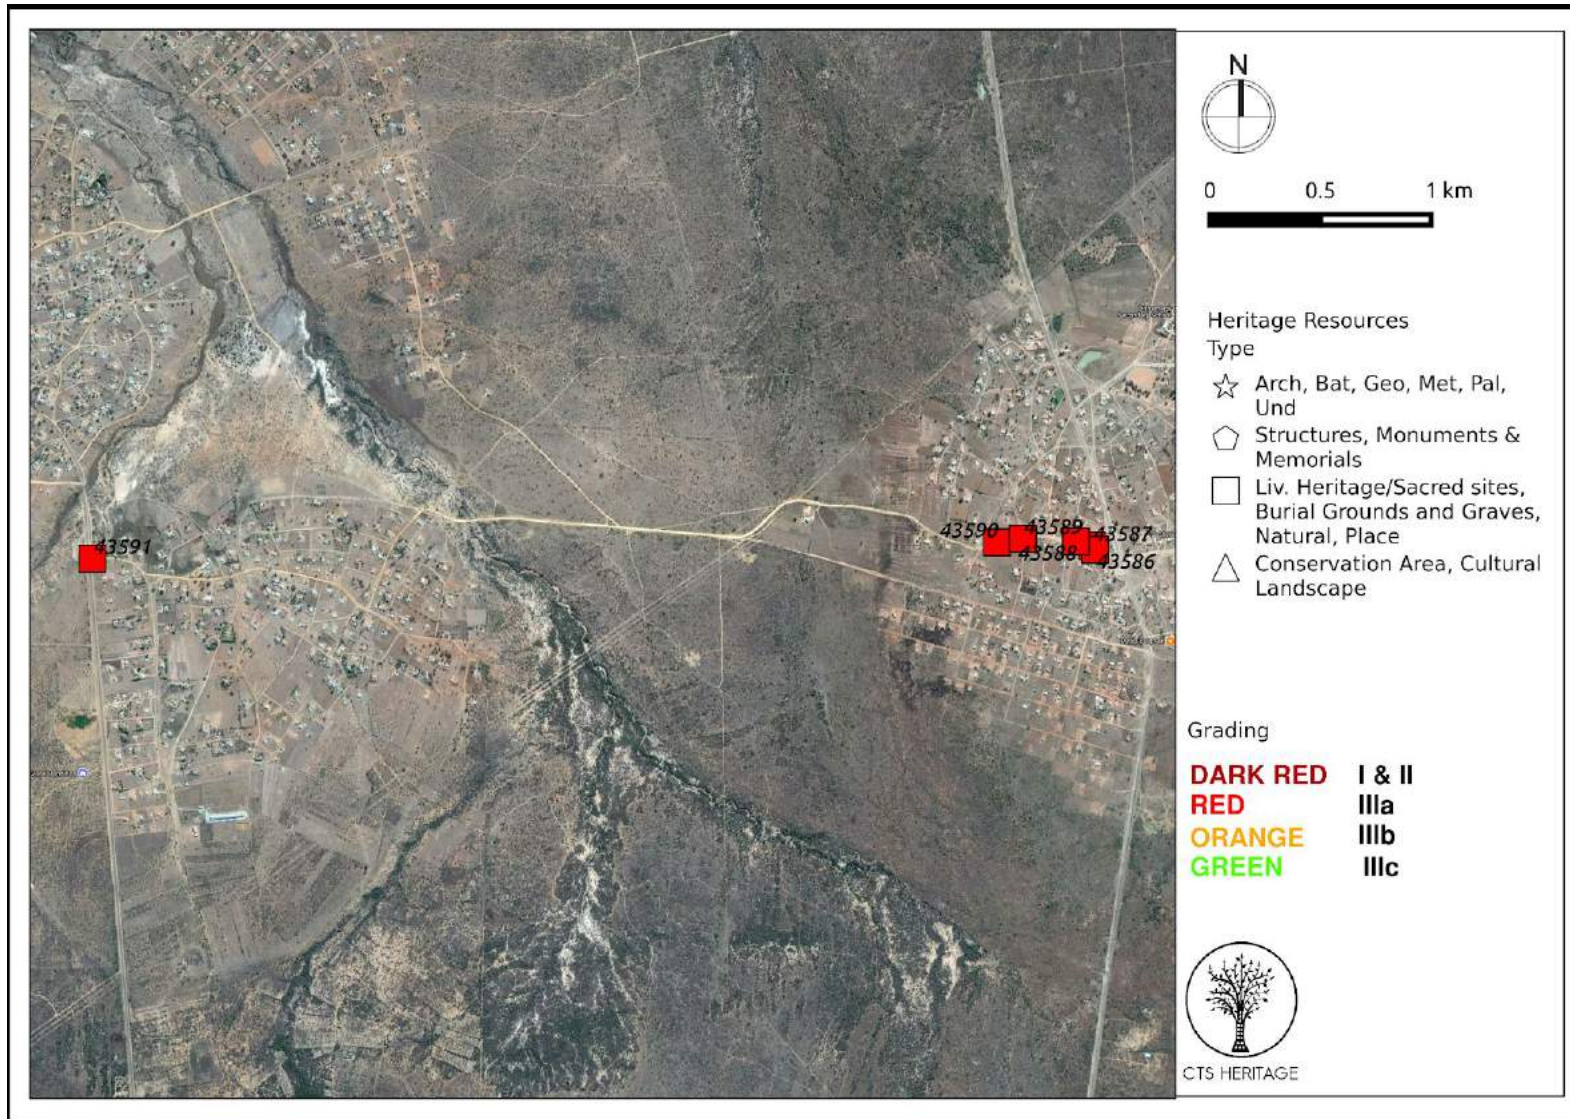 N
0 0.5 1 km
Heritage Resources
Type
Arch, Bat, Geo, Met, Pal,
Und
Structures, Monuments &
Memorials
Liv. Heritage/Sacred sites,
Burial Grounds and Graves,
Natural, Place
Conservation Area, Cultural
Landscape
43590
43589
43587
43591
43588
43586
Grading
DARK RED I & II
RED IIIa
ORANGE IIIb
GREEN IIIc
CTS HERITAGE